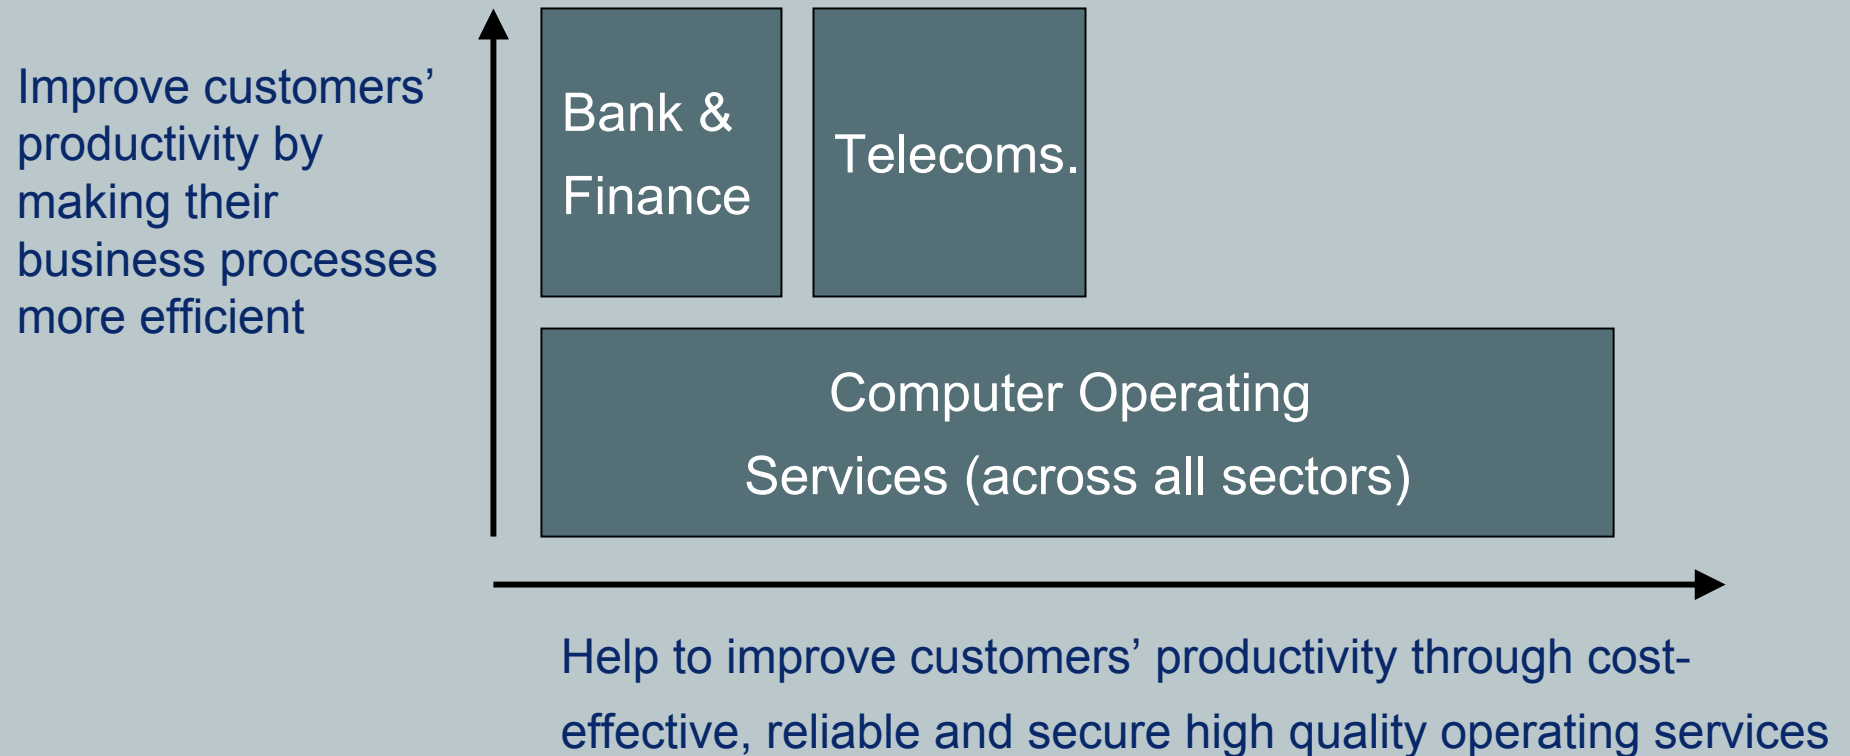 Improve customers’
productivity by
making their
business processes
more efficient
Bank &
Finance
Telecoms.
Computer Operating
Services (across all sectors)
Help to improve customers’ productivity through cost-
effective, reliable and secure high quality operating services